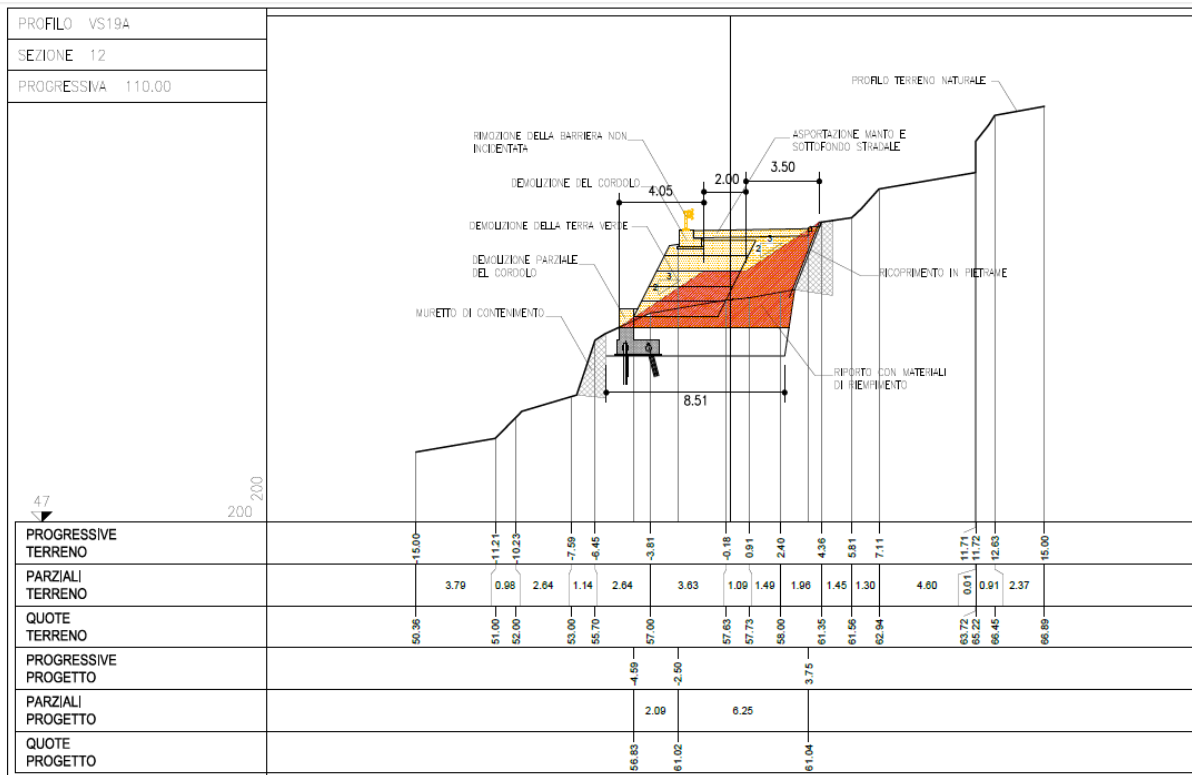 PROFILO VS19A
SEZIONE 12
PROGRESSIVA 110.00
PROFILO TERRENO NATURALE
RIMOZIONE DELLA BARRIERA NON
INCIDENTATA
ASPORTAZIONE MANTO E
SOTTOFONDO STRADALE
3.50
2.00
DEMOLIZIONE DEL CORDOLO
4.05
DEMOLIZIONE DELLA TERRA VERDE
3
2
DEMOLIZIONE PARZIALE
DEL CORDOLO
3
2
RICOPRIMENTO IN PIETRAME
MURETTO DI CONTENIMENTO
RIPORTO CON MATERIALI
DI RIEMPIMENTO
8.51
47
200
200
PROGRESSIVE
TERRENO
-15.00 -11.21 -10.23 -7.59 -6.45 -3.81 -0.18 0.91 2.40 4.36 5.81 7.11 11.71 11.72 12.63 15.00
PARZIALI
TERRENO
3.79 0.98 2.64 1.14 2.64 3.63 1.09 1.49 1.96 1.45 1.30 4.60 0.01 0.91 2.37
QUOTE
TERRENO
50.36 51.00 52.00 53.00 55.70 57.00 57.63 57.73 58.00 61.35 61.56 62.94 63.72 65.22 66.45 66.89
PROGRESSIVE
PROGETTO
-4.59 -2.50 3.75
PARZIALI
PROGETTO
2.09 6.25
QUOTE
PROGETTO
56.83 61.02 61.04